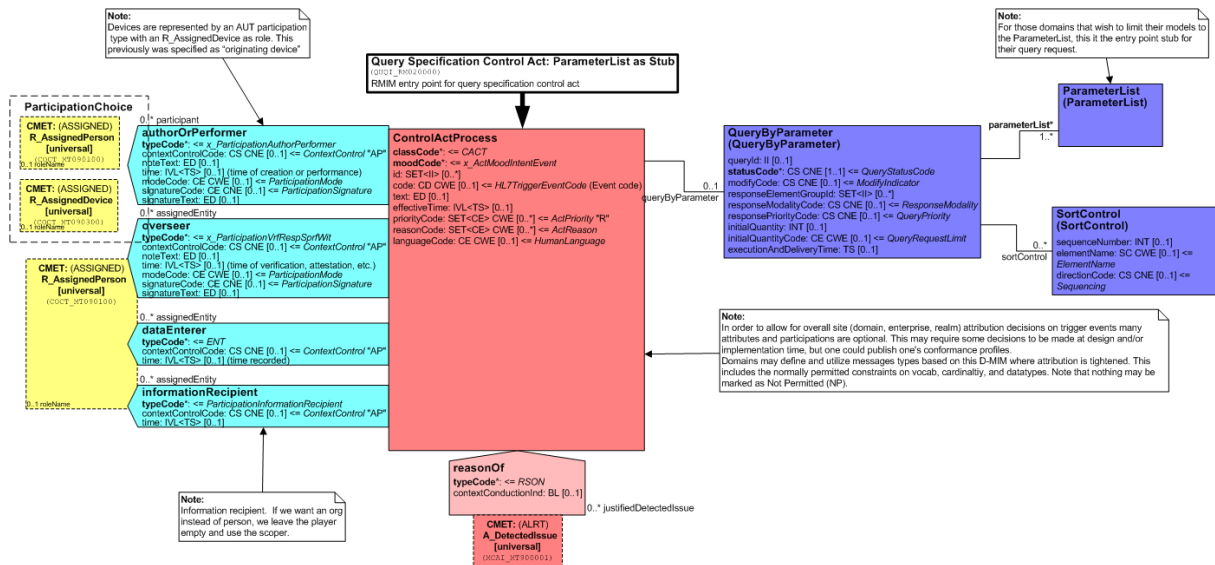 Note:
Devices are represented by an AUT participation
type with an R_AssignedDevice as role. This
previously was specified as "originating device"
Note:
For those domains that wish to limit their models to
the ParameterList, this it the entry point stub for
their query request.
Query Specification Control Act: ParameterList as Stub
(QUQI_RM020000)
RMIM entry point for query specification control act
ParticipationChoice
CMET: (ASSIGNED)
R_AssignedPerson
[universal]
(COCT_MT090100)
0..1 roleName
CMET: (ASSIGNED)
R_AssignedDevice
[universal]
(COCT_MT090300)
0..1 roleName
CMET: (ASSIGNED)
R_AssignedPerson
[universal]
(COCT_MT090100)
0..1 roleName
0..* participant
authorOrPerformer
typeCode*: <= x_ParticipationAuthorPerformer
contextControlCode: CS CNE [0..1] <= ContextControl "AP"
noteText: ED [0..1]
time: IVL<TS> [0..1] (time of creation or performance)
modeCode: CE CWE [0..1] <= ParticipationMode
signatureCode: CE CNE [0..1] <= ParticipationSignature
signatureText: ED [0..1]
0..* assignedEntity
overseer
typeCode*: <= x_ParticipationVrfRespSprfWit
contextControlCode: CS CNE [0..1] <= ContextControl "AP"
noteText: ED [0..1]
time: IVL<TS> [0..1] (time of verification, attestation, etc.)
modeCode: CE CWE [0..1] <= ParticipationMode
signatureCode: CE CNE [0..1] <= ParticipationSignature
signatureText: ED [0..1]
0..* assignedEntity
dataEnterer
typeCode*: <= ENT
contextControlCode: CS CNE [0..1] <= ContextControl "AP"
time: IVL<TS> [0..1] (time recorded)
0..* assignedEntity
informationRecipient
typeCode*: <= ParticipationInformationRecipient
contextControlCode: CS CNE [0..1] <= ContextControl "AP"
time: IVL<TS> [0..1]
ControlActProcess
classCode*: <= CACT
moodCode*: <= x_ActMoodIntentEvent
id: SET<II> [0..*]
code: CD CWE [0..1] <= HL7TriggerEventCode (Event code)
text: ED [0..1]
effectiveTime: IVL<TS> [0..1]
priorityCode: SET<CE> CWE [0..*] <= ActPriority "R"
reasonCode: SET<CE> CWE [0..*] <= ActReason
languageCode: CE CWE [0..1] <= HumanLanguage
0..1
queryByParameter
QueryByParameter
(QueryByParameter)
queryId: II [0..1]
statusCode*: CS CNE [1..1] <= QueryStatusCode
modifyCode: CS CNE [0..1] <= ModifyIndicator
responseElementGroupId: SET<II> [0..*]
responseModalityCode: CS CNE [0..1] <= ResponseModality
responsePriorityCode: CS CNE [0..1] <= QueryPriority
initialQuantity: INT [0..1]
initialQuantityCode: CE CWE [0..1] <= QueryRequestLimit
executionAndDeliveryTime: TS [0..1]
parameterList*
1..*
ParameterList
(ParameterList)
0..*
sortControl
SortControl
(SortControl)
sequenceNumber: INT [0..1]
elementName: SC CWE [0..1] <=
ElementName
directionCode: CS CNE [0..1] <=
Sequencing
Note:
In order to allow for overall site (domain, enterprise, realm) attribution decisions on trigger events many
attributes and participations are optional. This may require some decisions to be made at design and/or
implementation time, but one could publish one's conformance profiles.
Domains may define and utilize messages types based on this D-MIM where attribution is tightened. This
includes the normally permitted constraints on vocab, cardinaltiy, and datatypes. Note that nothing may be
marked as Not Permitted (NP).
reasonOf
typeCode*: <= RSON
contextConductionInd: BL [0..1]
0..* justifiedDetectedIssue
CMET: (ALRT)
A_DetectedIssue
[universal]
(MCAI_MT900001)
Note:
Information recipient. If we want an org
instead of person, we leave the player
empty and use the scoper.